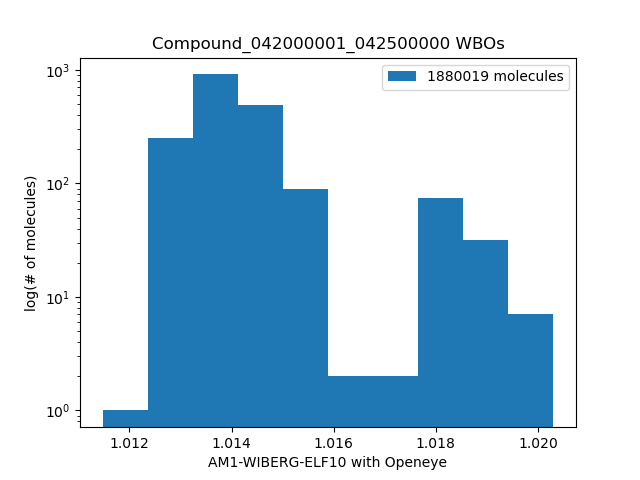 Compound_042000001_042500000 WBOs
1880019 molecules
log(# of molecules)
10³
10²
10¹
10⁰
1.012 1.014 1.016 1.018 1.020
AM1-WIBERG-ELF10 with Openeye